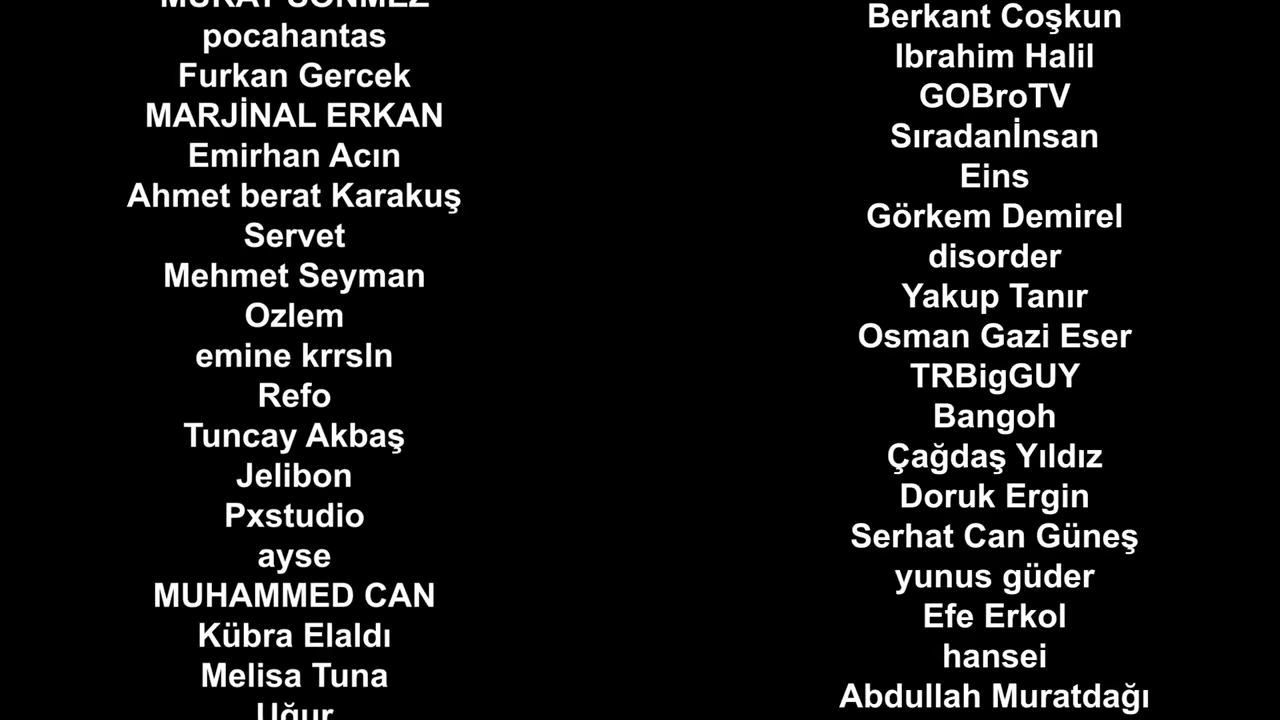 MURAT SÖNMEZ
pocahantas
Furkan Gercek
MARJİNAL ERKAN
Emirhan Acın
Ahmet berat Karakuş
Servet
Mehmet Seyman
Ozlem
emine krrsln
Refo
Tuncay Akbaş
Jelibon
Pxstudio
ayse
MUHAMMED CAN
Kübra Elaldı
Melisa Tuna
Uğur
Berkant Coşkun
Ibrahim Halil
GOBroTV
Sıradanİnsan
Eins
Görkem Demirel
disorder
Yakup Tanır
Osman Gazi Eser
TRBigGUY
Bangoh
Çağdaş Yıldız
Doruk Ergin
Serhat Can Güneş
yunus güder
Efe Erkol
hansei
Abdullah Muratdağı